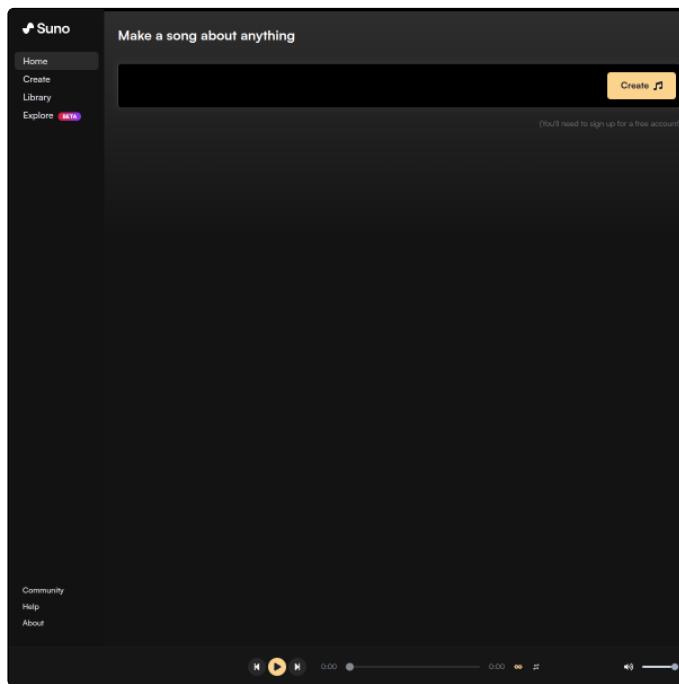 Suno
Home
Create
Library
Explore BETA
Make a song about anything
Create
(You'll need to sign up for a free account
Community
Help
About
0:00
0:00